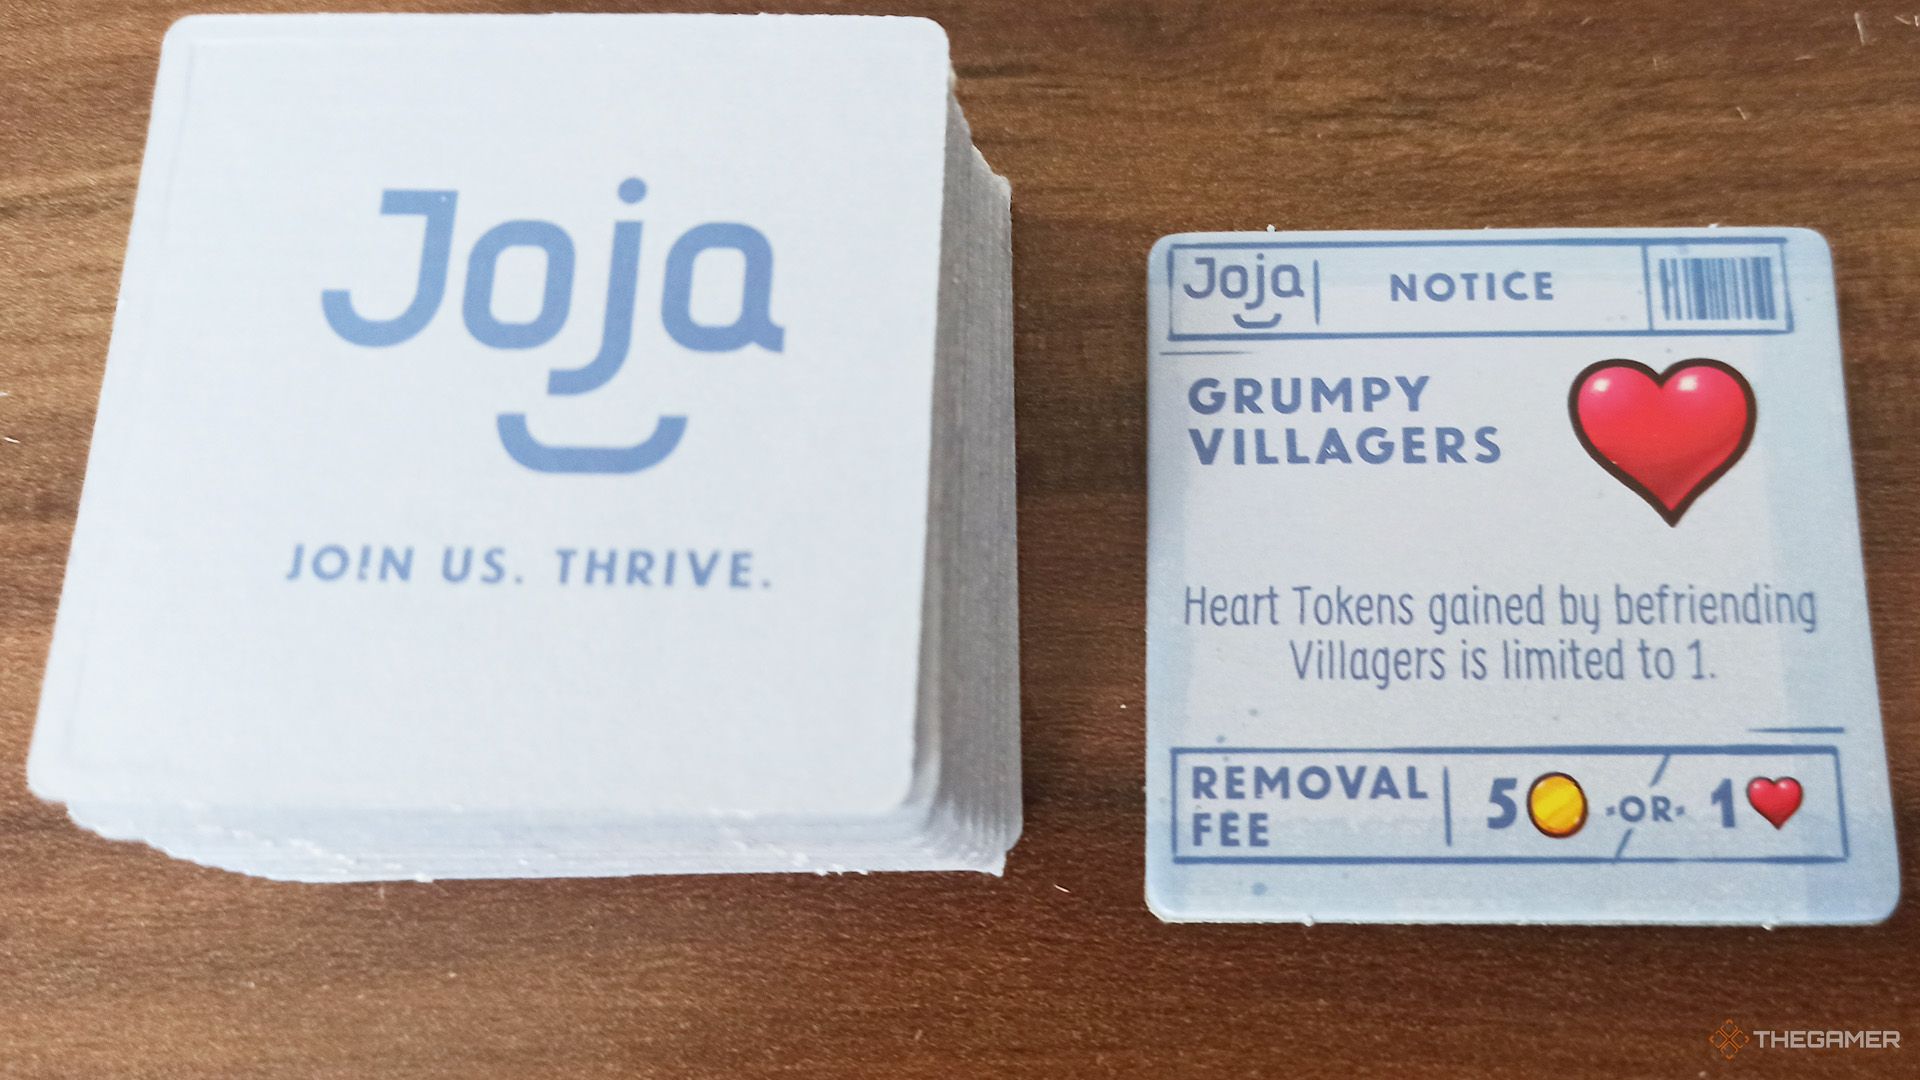 Joja
JOIN US. THRIVE.
Joja
NOTICE
GRUMPY
VILLAGERS
Heart Tokens gained by befriending
Villagers is limited to 1.
REMOVAL
FEE
5 -OR- 1
THEGAMER